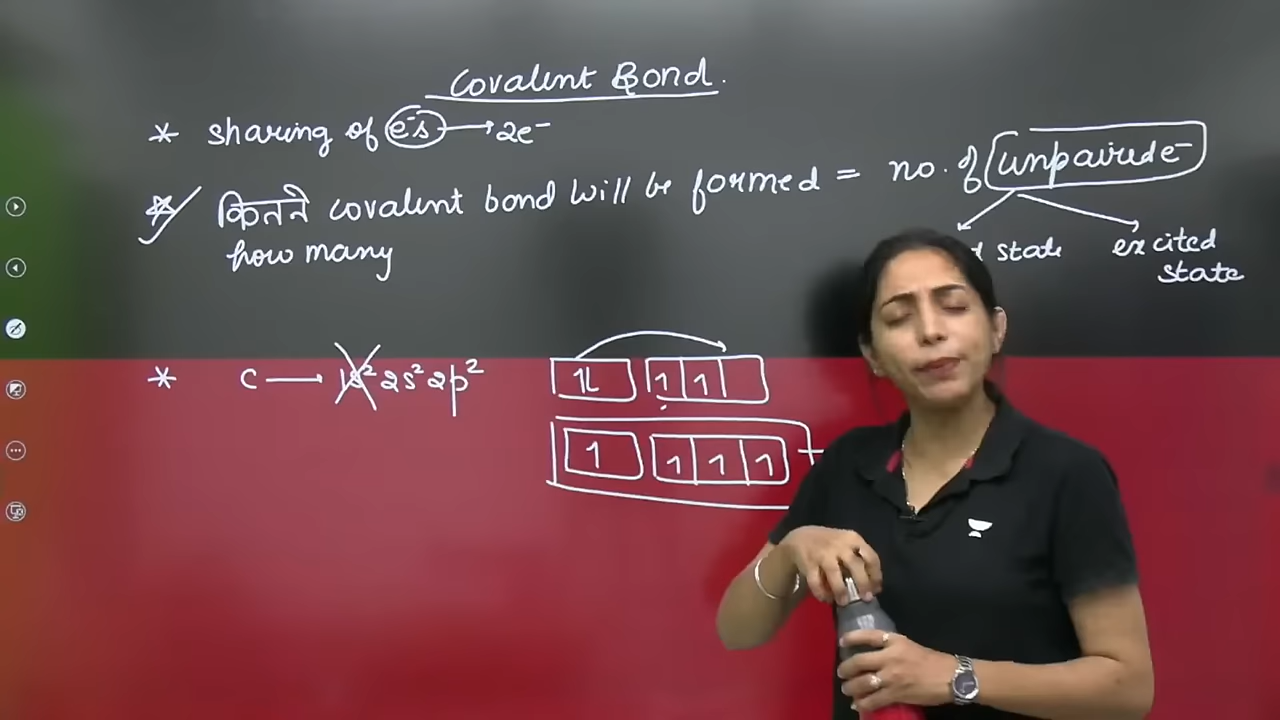 Covalent Bond.
* sharing of e⁻s → 2e⁻
* कितने covalent bond will be formed = no. of unpaired e⁻
how many
state
excited
state
* C → 1s² 2s² 2p²
1L 1 1
1 1 1 1